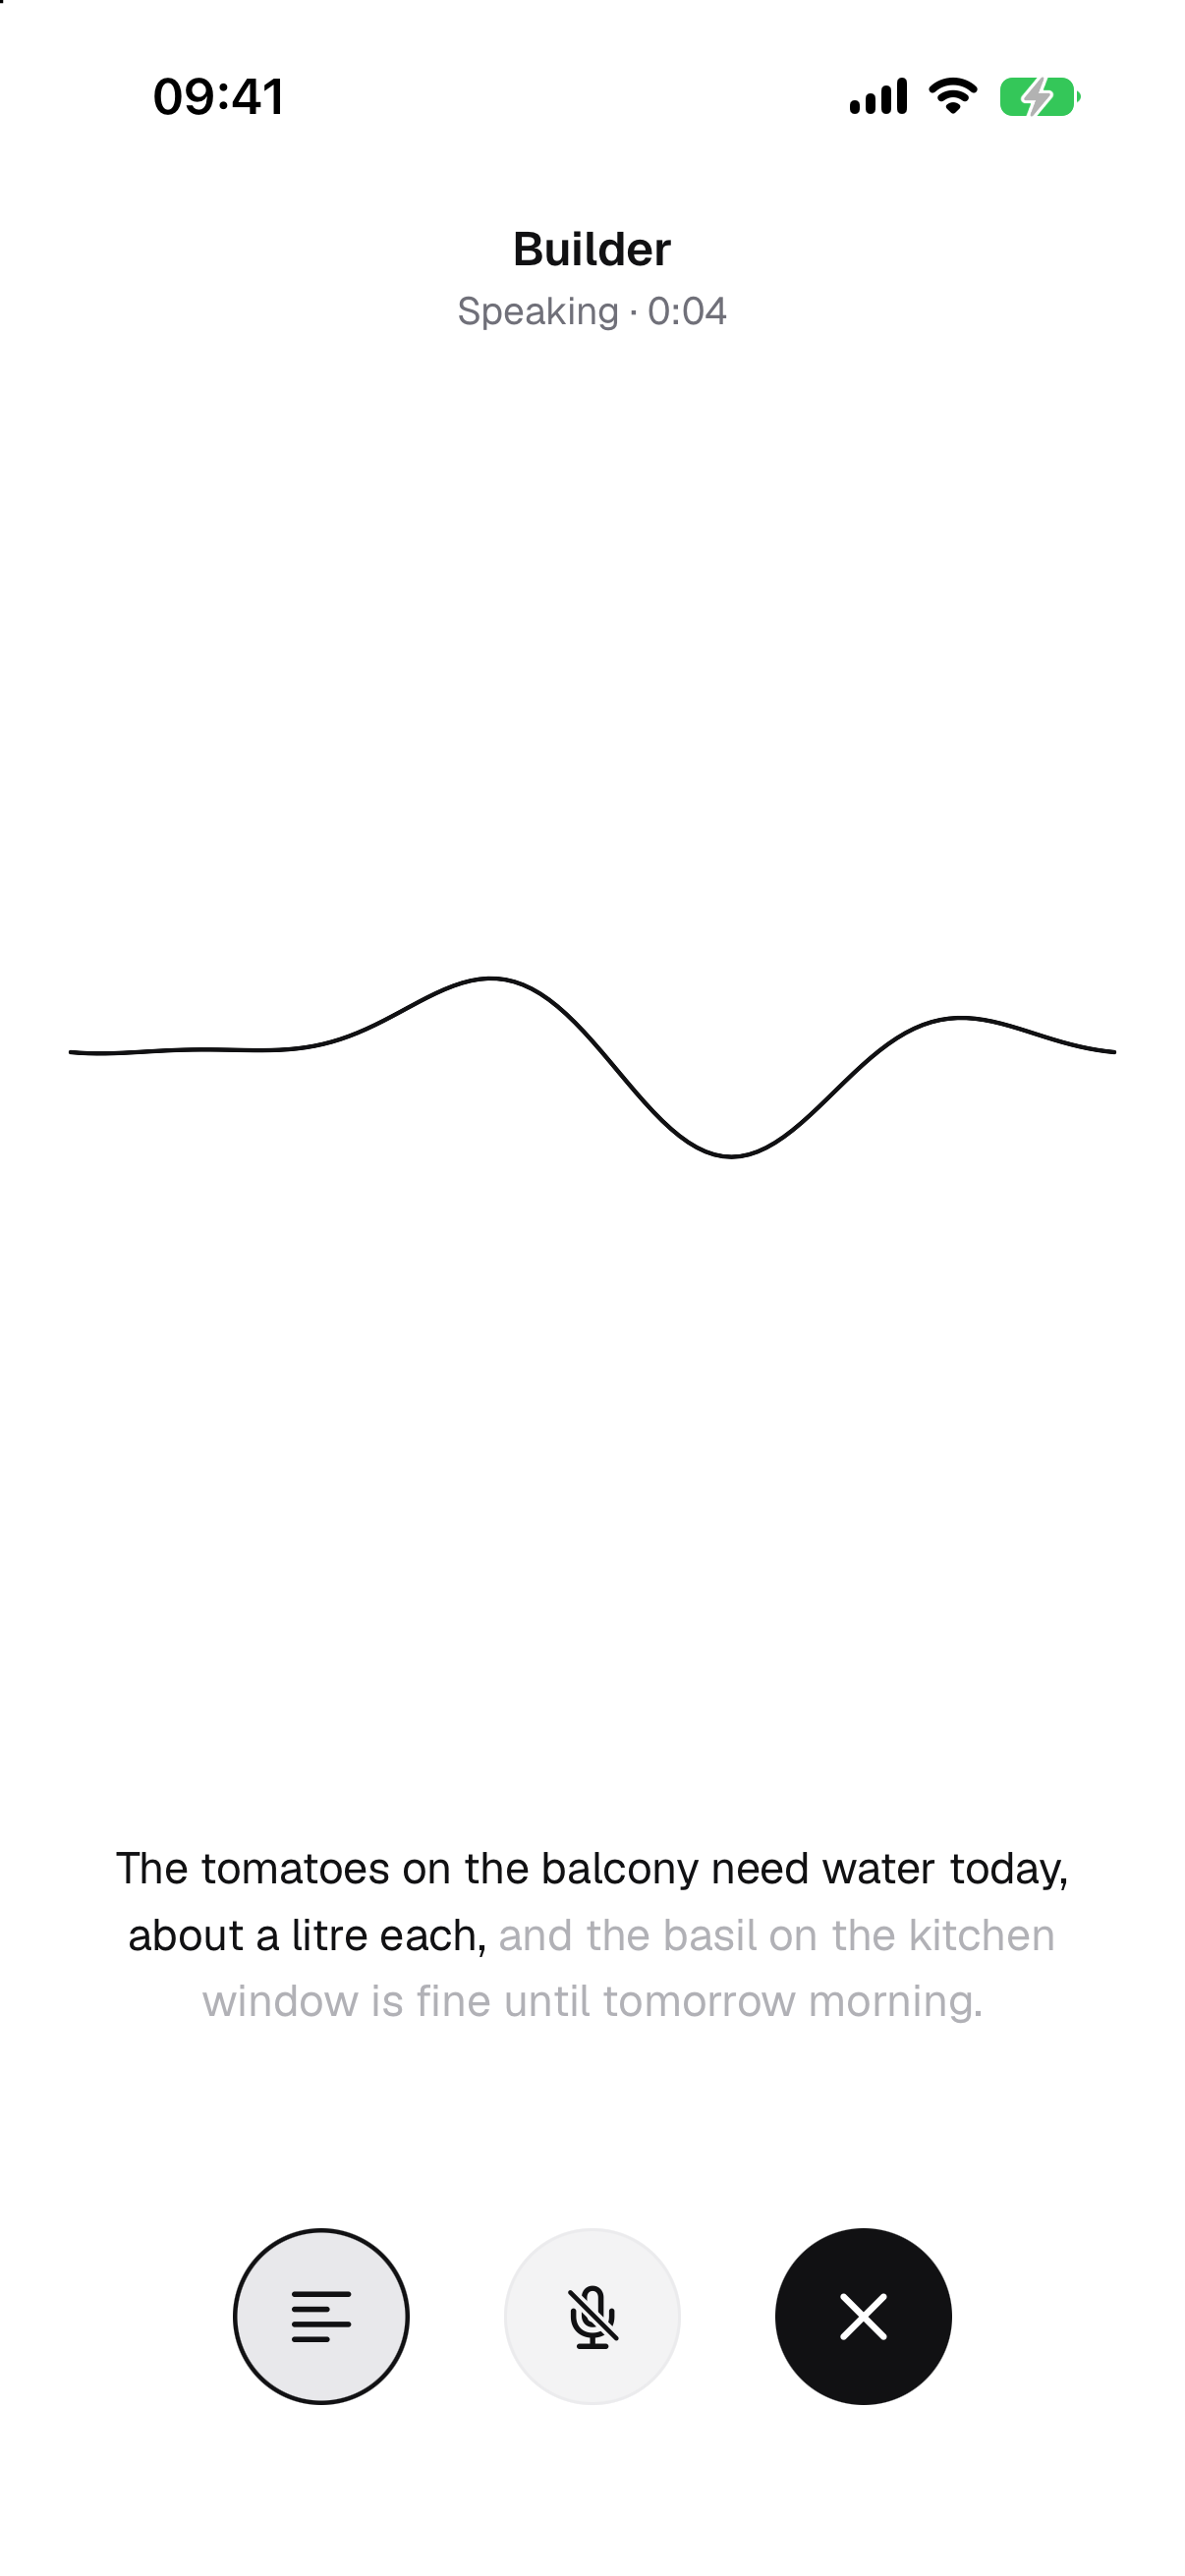 09:41
Builder
Speaking · 0:04
The tomatoes on the balcony need water today,
about a litre each, and the basil on the kitchen
window is fine until tomorrow morning.